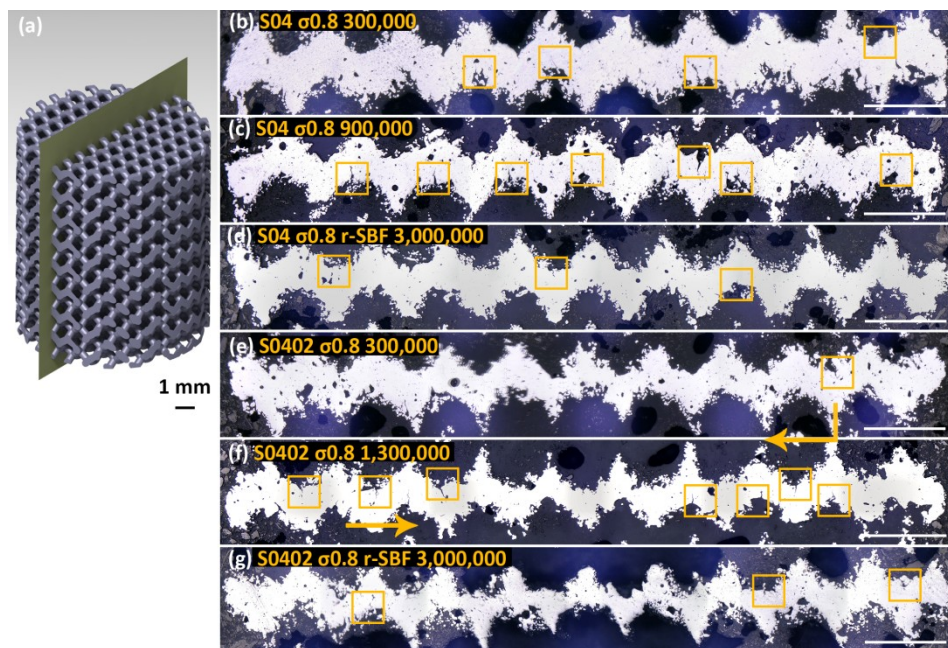 (a)
1 mm
(b) S04 σ0.8 300,000
(c) S04 σ0.8 900,000
(d) S04 σ0.8 r-SBF 3,000,000
(e) S0402 σ0.8 300,000
(f) S0402 σ0.8 1,300,000
(g) S0402 σ0.8 r-SBF 3,000,000